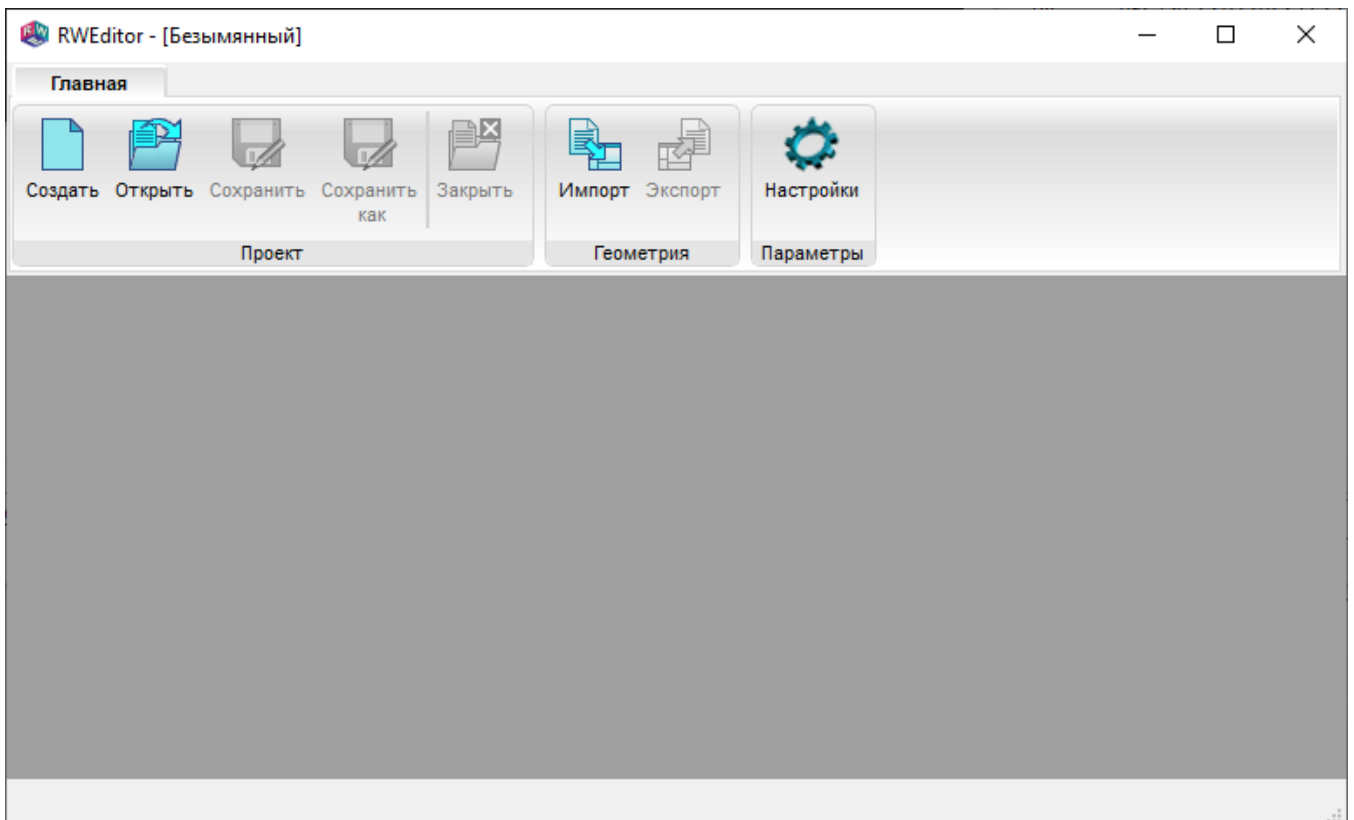 RWEditor - [Безымянный]
Главная
Создать Открыть Сохранить Сохранить как Закрыть
Проект
Импорт Экспорт
Геометрия
Настройки
Параметры